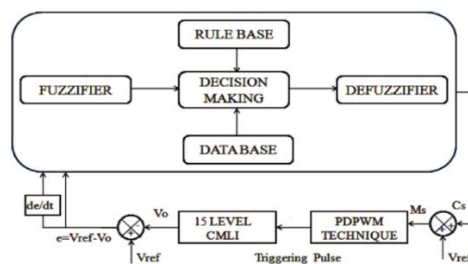 RULE BASE
FUZZIFIER
DECISION
MAKING
DEFUZZIFIER
DATA BASE
de/dt
e=Vref-Vo
Vo
15 LEVEL
CMLI
PDPWM
TECHNIQUE
Ms
Cs
Vref
Triggering Pulse
Vref